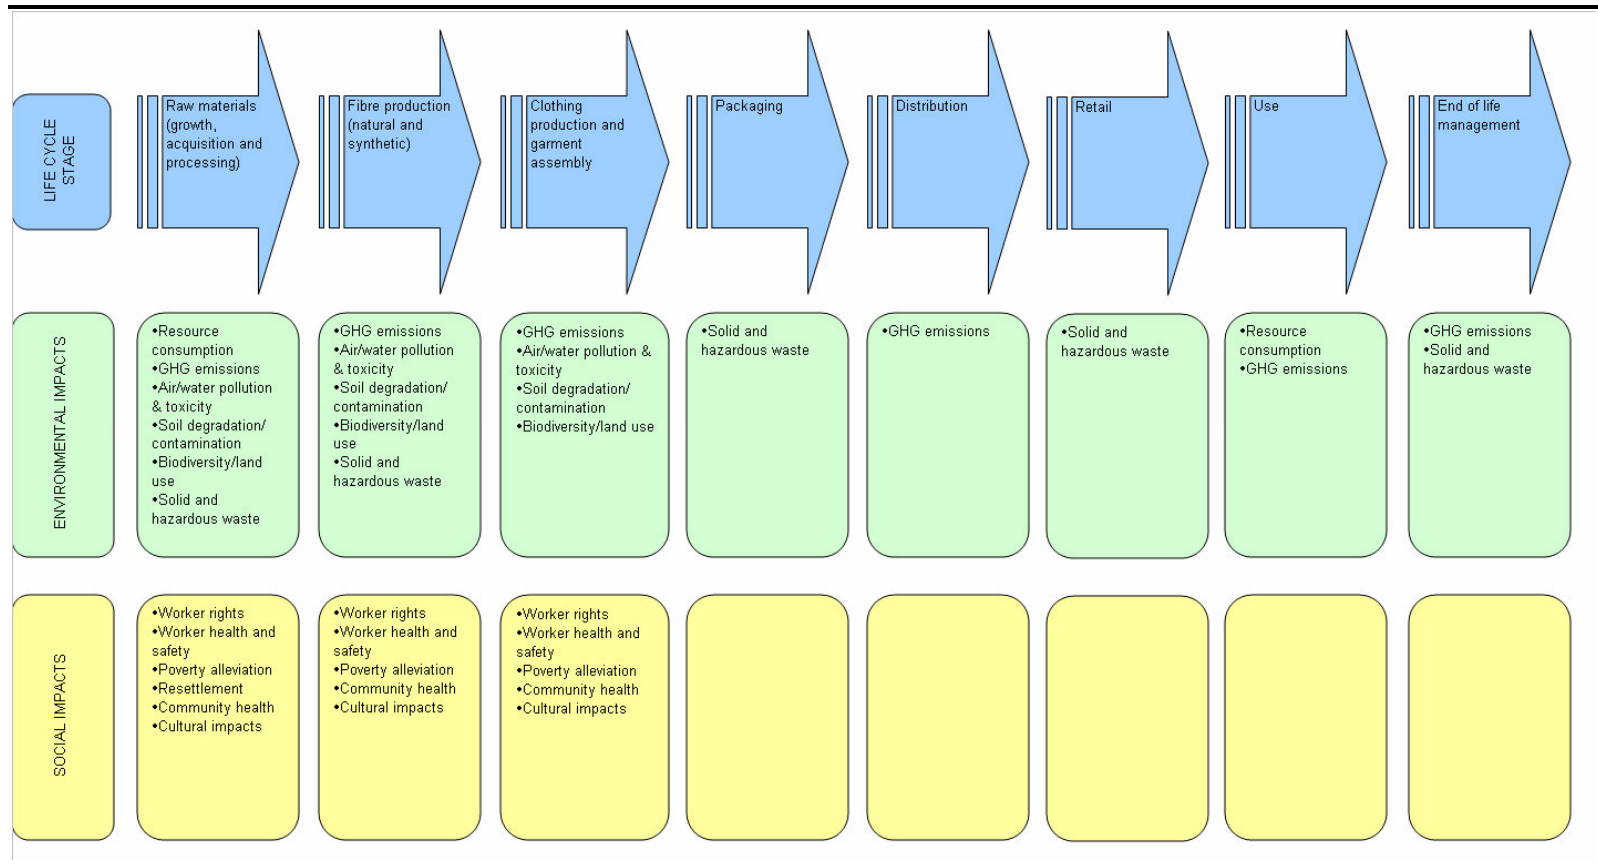 LIFE CYCLE
STAGE
Raw materials
(growth,
acquisition and
processing)
Fibre production
(natural and
synthetic)
Clothing
production and
garment
assembly
Packaging
Distribution
Retail
Use
End of life
management
ENVIRONMENTAL IMPACTS
•Resource
consumption
•GHG emissions
•Air/water pollution
& toxicity
•Soil degradation/
contamination
•Biodiversity/land
use
•Solid and
hazardous waste
•GHG emissions
•Air/water pollution
& toxicity
•Soil degradation/
contamination
•Biodiversity/land
use
•Solid and
hazardous waste
•GHG emissions
•Air/water pollution &
toxicity
•Soil degradation/
contamination
•Biodiversity/land use
•Solid and
hazardous waste
•GHG emissions
•Solid and
hazardous waste
•Resource
consumption
•GHG emissions
•GHG emissions
•Solid and
hazardous waste
SOCIAL IMPACTS
•Worker rights
•Worker health and
safety
•Poverty alleviation
•Resettlement
•Community health
•Cultural impacts
•Worker rights
•Worker health and
safety
•Poverty alleviation
•Community health
•Cultural impacts
•Worker rights
•Worker health and
safety
•Poverty alleviation
•Community health
•Cultural impacts